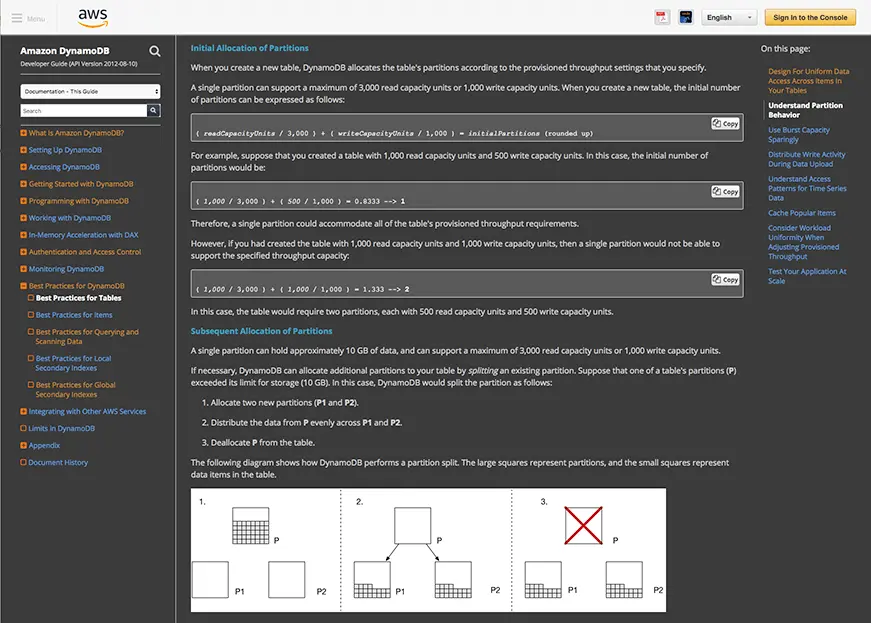 Menu
aws
English
Sign In to the Console
Amazon DynamoDB
Developer Guide (API Version 2012-08-10)
Documentation - This Guide
Search
What Is Amazon DynamoDB?
Setting Up DynamoDB
Accessing DynamoDB
Getting Started with DynamoDB
Programming with DynamoDB
Working with DynamoDB
In-Memory Acceleration with DAX
Authentication and Access Control
Monitoring DynamoDB
Best Practices for DynamoDB
Best Practices for Tables
Best Practices for Items
Best Practices for Querying and
Scanning Data
Best Practices for Local
Secondary Indexes
Best Practices for Global
Secondary Indexes
Integrating with Other AWS Services
Limits in DynamoDB
Appendix
Document History
Initial Allocation of Partitions
When you create a new table, DynamoDB allocates the table's partitions according to the provisioned throughput settings that you specify.
A single partition can support a maximum of 3,000 read capacity units or 1,000 write capacity units. When you create a new table, the initial number
of partitions can be expressed as follows:
Copy
( readCapacityUnits / 3,000 ) + ( writeCapacityUnits / 1,000 ) = initialPartitions (rounded up)
For example, suppose that you created a table with 1,000 read capacity units and 500 write capacity units. In this case, the initial number of
partitions would be:
Copy
( 1,000 / 3,000 ) + ( 500 / 1,000 ) = 0.8333 --> 1
Therefore, a single partition could accommodate all of the table's provisioned throughput requirements.
However, if you had created the table with 1,000 read capacity units and 1,000 write capacity units, then a single partition would not be able to
support the specified throughput capacity:
Copy
( 1,000 / 3,000 ) + ( 1,000 / 1,000 ) = 1.333 --> 2
In this case, the table would require two partitions, each with 500 read capacity units and 500 write capacity units.
Subsequent Allocation of Partitions
A single partition can hold approximately 10 GB of data, and can support a maximum of 3,000 read capacity units or 1,000 write capacity units.
If necessary, DynamoDB can allocate additional partitions to your table by splitting an existing partition. Suppose that one of a table's partitions (P)
exceeded its limit for storage (10 GB). In this case, DynamoDB would split the partition as follows:
1. Allocate two new partitions (P1 and P2).
2. Distribute the data from P evenly across P1 and P2.
3. Deallocate P from the table.
The following diagram shows how DynamoDB performs a partition split. The large squares represent partitions, and the small squares represent
data items in the table.
1.
P
P1
P2
2.
P
P1
P2
3.
P
P1
P2
On this page:
Design For Uniform Data
Access Across Items In
Your Tables
Understand Partition
Behavior
Use Burst Capacity
Sparingly
Distribute Write Activity
During Data Upload
Understand Access
Patterns for Time Series
Data
Cache Popular Items
Consider Workload
Uniformity When
Adjusting Provisioned
Throughput
Test Your Application At
Scale